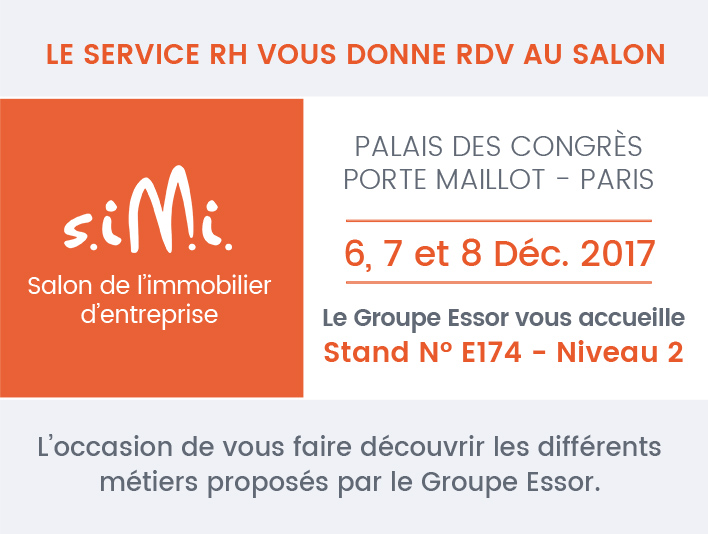 LE SERVICE RH VOUS DONNE RDV AU SALON
s.i.M.i.
Salon de l'immobilier
d'entreprise
PALAIS DES CONGRÈS
PORTE MAILLOT - PARIS
6, 7 et 8 Déc. 2017
Le Groupe Essor vous accueille
Stand N° E174 - Niveau 2
L'occasion de vous faire découvrir les différents
métiers proposés par le Groupe Essor.